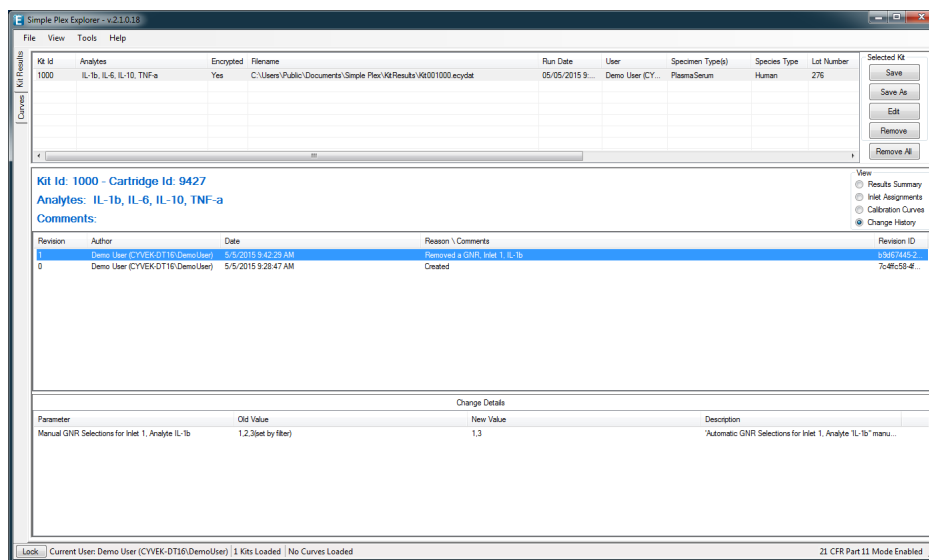 E Simple Plex Explorer - v.2.1.0.18
File View Tools Help
Kit Results
Curves
Kit Id Analytes Encrypted Filename Run Date User Specimen Type(s) Species Type Lot Number
1000 IL-1b, IL-6, IL-10, TNF-a Yes C:\Users\Public\Documents\Simple Plex\KitResults\Kit001000.ecydat 05/05/2015 9:... Demo User (CY... PlasmaSerum Human 276
Selected Kit
Save
Save As
Edit
Remove
Remove All
Kit Id: 1000 - Cartridge Id: 9427
Analytes: IL-1b, IL-6, IL-10, TNF-a
Comments:
View
Results Summary
Inlet Assignments
Calibration Curves
Change History
Revision Author Date Reason \ Comments Revision ID
1 Demo User (CYVEK-DT16\DemoUser) 5/5/2015 9:42:29 AM Removed a GNR, Inlet 1, IL-1b b9d67445-2...
0 Demo User (CYVEK-DT16\DemoUser) 5/5/2015 9:28:47 AM Created 7c4ffc58-4f...
Change Details
Parameter Old Value New Value Description
Manual GNR Selections for Inlet 1, Analyte IL-1b 1,2,3(set by filter) 1,3 'Automatic GNR Selections for Inlet 1, Analyte 'IL-1b'' manu...
Lock Current User: Demo User (CYVEK-DT16\DemoUser) 1 Kits Loaded No Curves Loaded 21 CFR Part 11 Mode Enabled